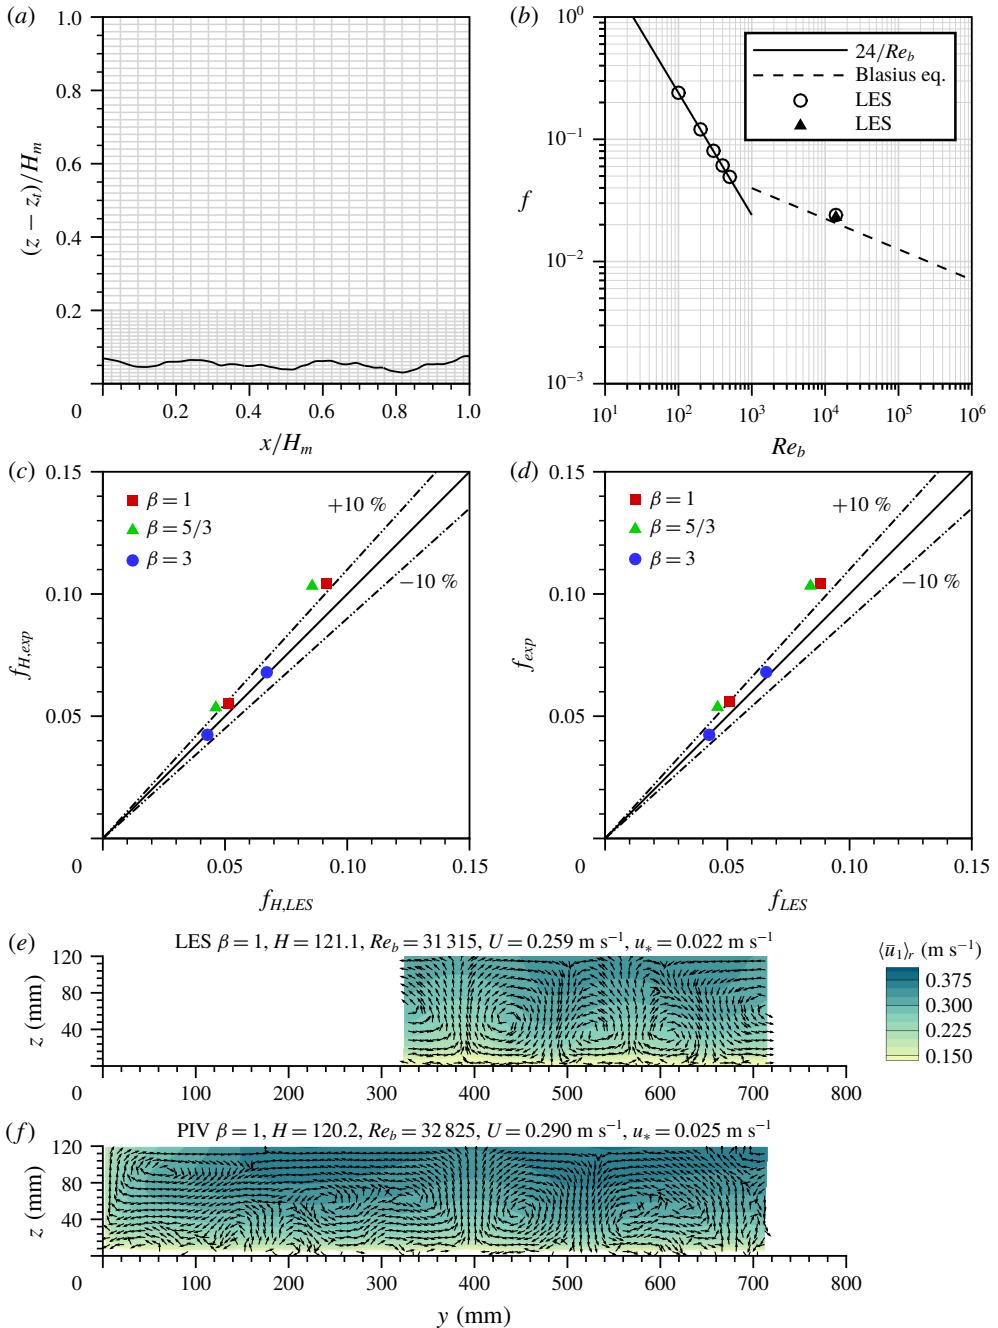 (a)
1.0
0.8
0.6
0.4
0.2
0
0.2
0.4
0.6
0.8
1.0
(z − z_t)/H_m
x/H_m
(b)
10^0
10^−1
10^−2
10^−3
10^1
10^2
10^3
10^4
10^5
10^6
f
Re_b
24/Re_b
Blasius eq.
LES
LES
(c)
0.15
0.10
0.05
0
0.05
0.10
0.15
β = 1
β = 5/3
β = 3
+10 %
−10 %
f_{H,exp}
f_{H,LES}
(d)
0.15
0.10
0.05
0
0.05
0.10
0.15
β = 1
β = 5/3
β = 3
+10 %
−10 %
f_{exp}
f_{LES}
(e)
LES β = 1, H = 121.1, Re_b = 31 315, U = 0.259 m s^−1, u_* = 0.022 m s^−1
120
80
40
z (mm)
0
100
200
300
400
500
600
700
800
⟨ū_1⟩_r (m s^−1)
0.375
0.300
0.225
0.150
(f)
PIV β = 1, H = 120.2, Re_b = 32 825, U = 0.290 m s^−1, u_* = 0.025 m s^−1
120
80
40
z (mm)
0
100
200
300
400
500
600
700
800
y (mm)